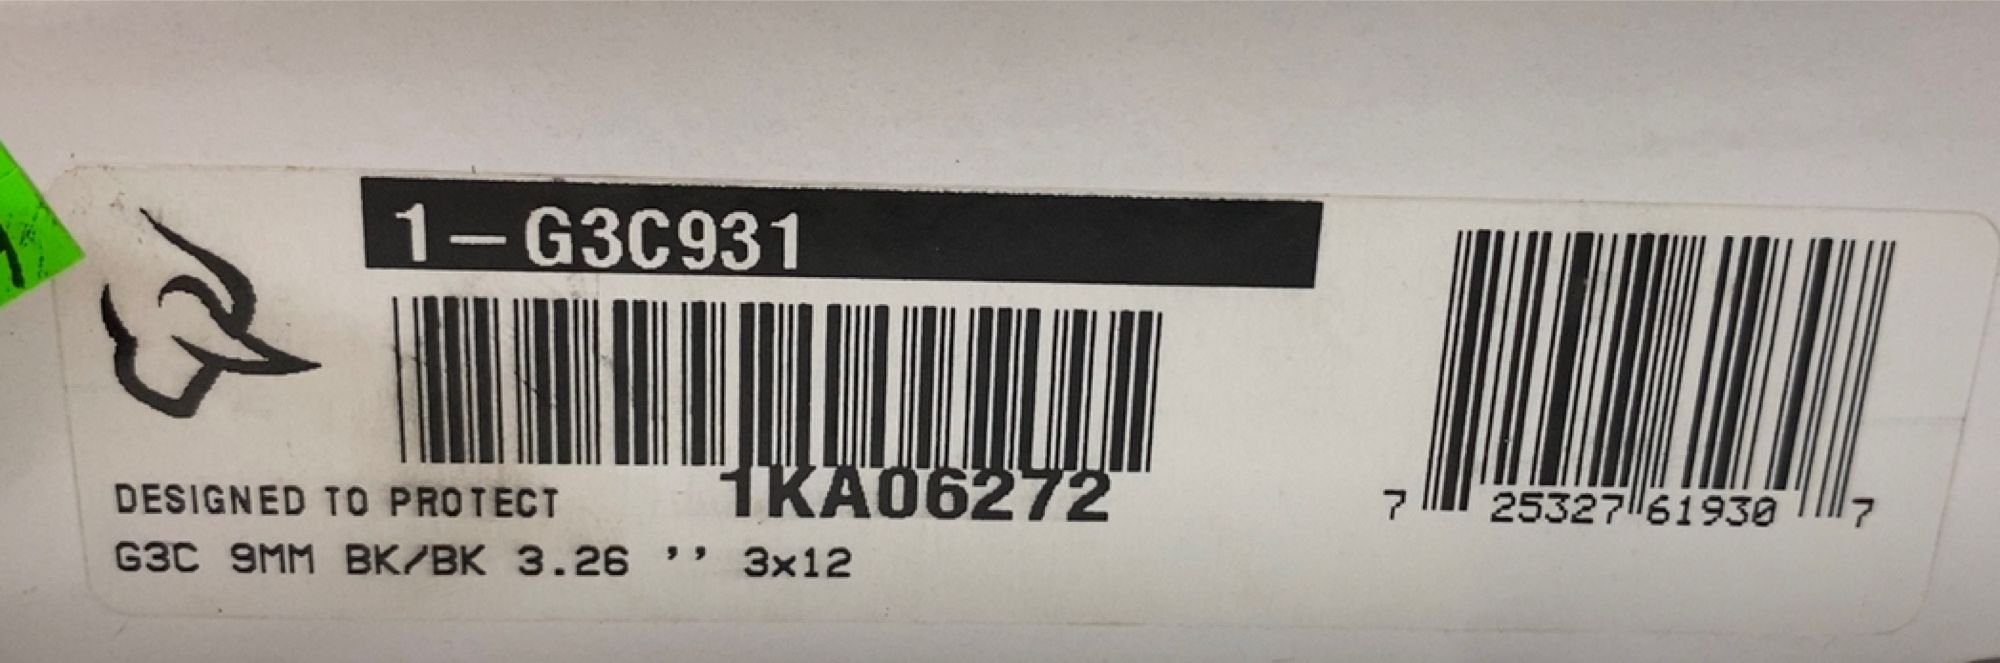 1-G3C931
1KA06272
DESIGNED TO PROTECT
G3C 9MM BK/BK 3.26 '' 3x12
7 25327 61930 7